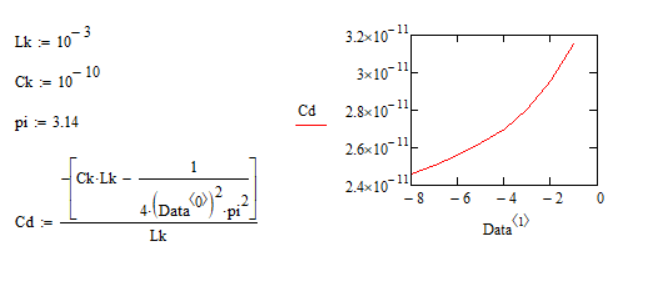 Lk := 10^-3
Ck := 10^-10
pi := 3.14
Cd := -[Ck·Lk - 1/(4·(Data^⟨0⟩)^2·pi^2)]/Lk
3.2×10^-11
3×10^-11
2.8×10^-11
2.6×10^-11
2.4×10^-11
Cd
-8 -6 -4 -2 0
Data^⟨1⟩